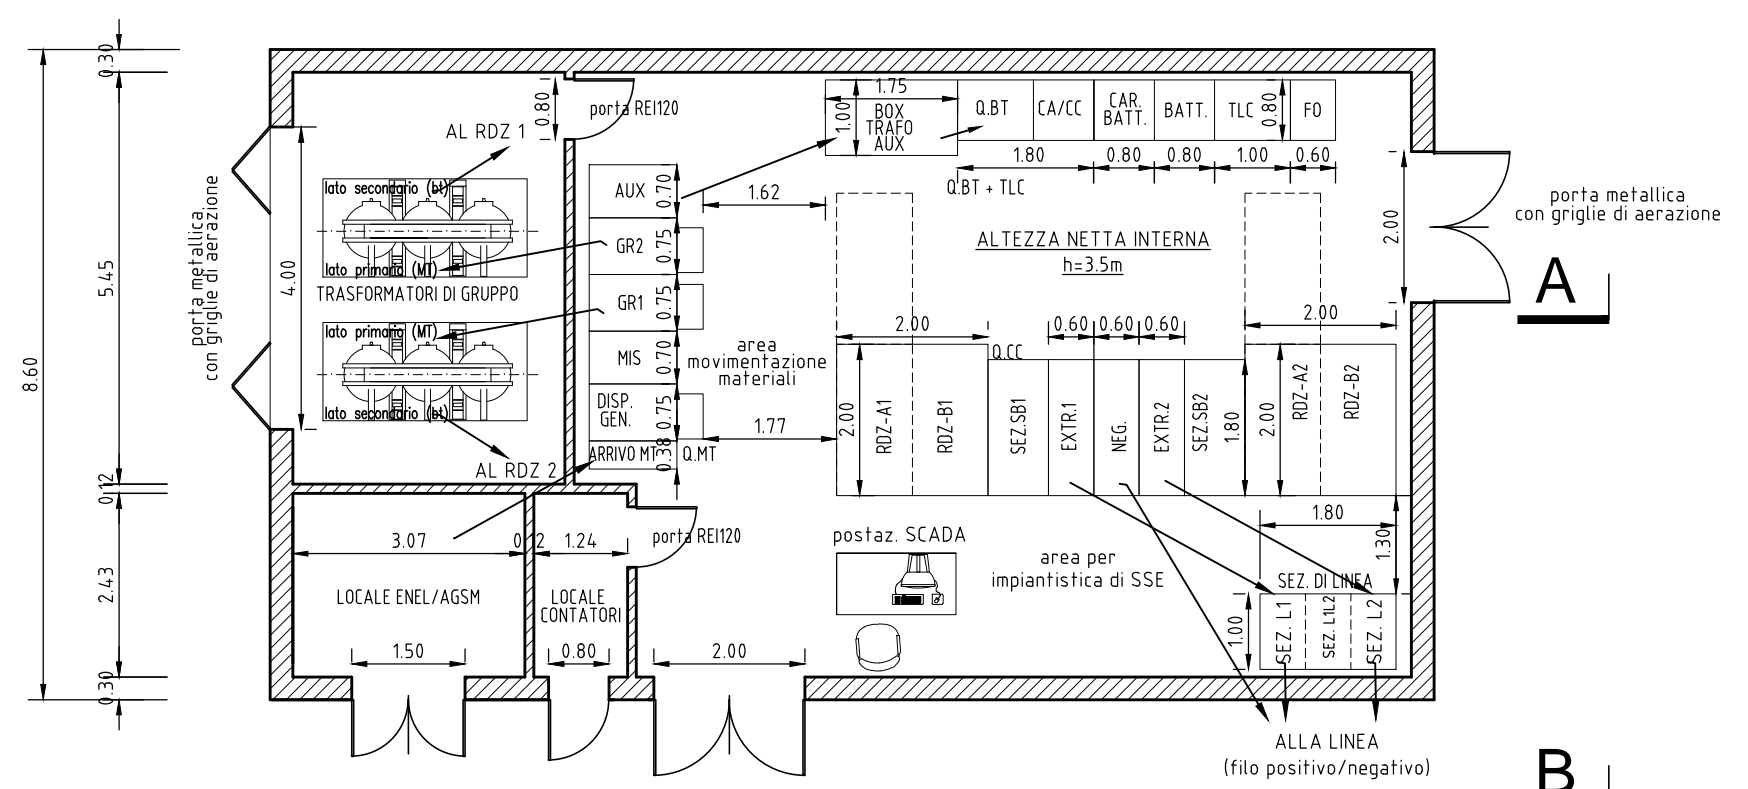 0.30
5.45
8.60
0.12
2.43
0.30
porta metallica
con griglie di aerazione
4.00
AL RDZ 1
lato secondario (bt)
lato primario (MT)
TRASFORMATORI DI GRUPPO
lato primario (MT)
lato secondario (bt)
AL RDZ 2
0.80
porta REI120
AUX
0.70
GR2
0.75
GR1
0.75
MIS
0.70
DISP.
GEN.
0.75
ARRIVO MT
0.38
Q.MT
1.62
area
movimentazione
materiali
1.77
1.75
1.00
BOX
TRAFO
AUX
Q.BT
CA/CC
CAR.
BATT.
BATT.
TLC
0.80
FO
1.80
0.80
0.80
1.00
0.60
Q.BT + TLC
ALTEZZA NETTA INTERNA
h=3.5m
2.00
porta metallica
con griglie di aerazione
A
2.00
Q.CC
0.60
0.60
0.60
2.00
2.00
RDZ-A1
RDZ-B1
SEZ.SB1
EXTR.1
NEG.
EXTR.2
SEZ.SB2
1.80
2.00
RDZ-A2
RDZ-B2
3.07
0.12
1.24
porta REI120
LOCALE ENEL/AGSM
LOCALE
CONTATORI
1.50
0.80
2.00
postaz. SCADA
area per
impiantistica di SSE
1.80
1.30
SEZ. DI LINEA
1.00
SEZ. L1
SEZ. L1L2
SEZ. L2
ALLA LINEA
(filo positivo/negativo)
B